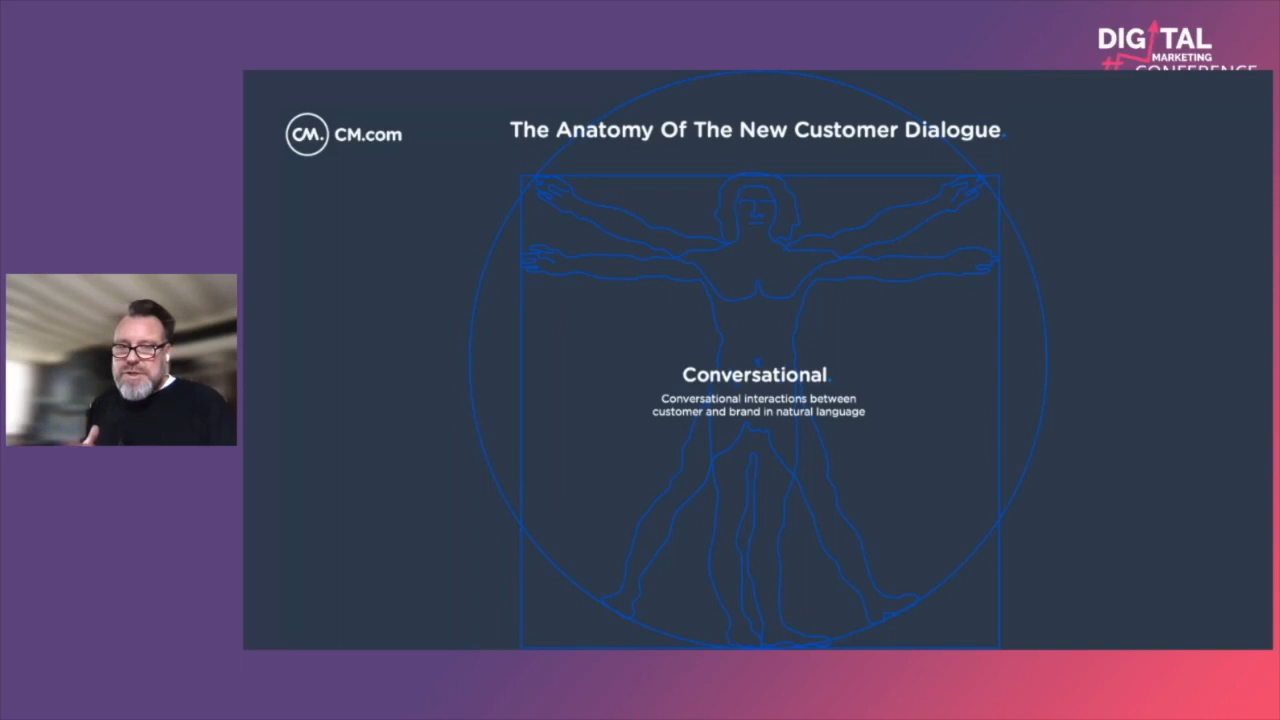 DIGITAL
MARKETING
# CONFERENCE
CM. CM.com
The Anatomy Of The New Customer Dialogue.
Conversational.
Conversational interactions between
customer and brand in natural language